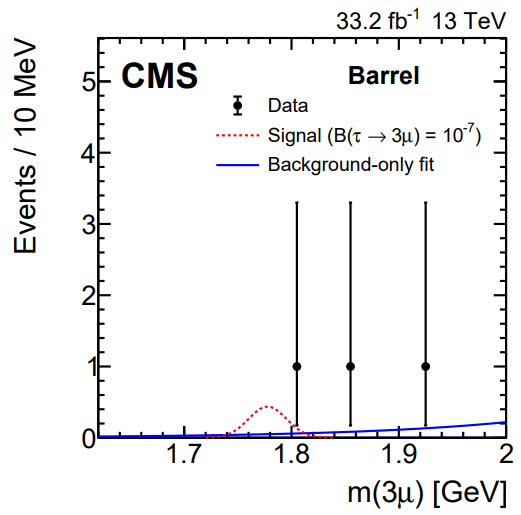 33.2 fb⁻¹ 13 TeV
CMS
Barrel
Data
Signal (B(τ → 3μ) = 10⁻⁷)
Background-only fit
Events / 10 MeV
5
4
3
2
1
0
1.7 1.8 1.9 2
m(3μ) [GeV]